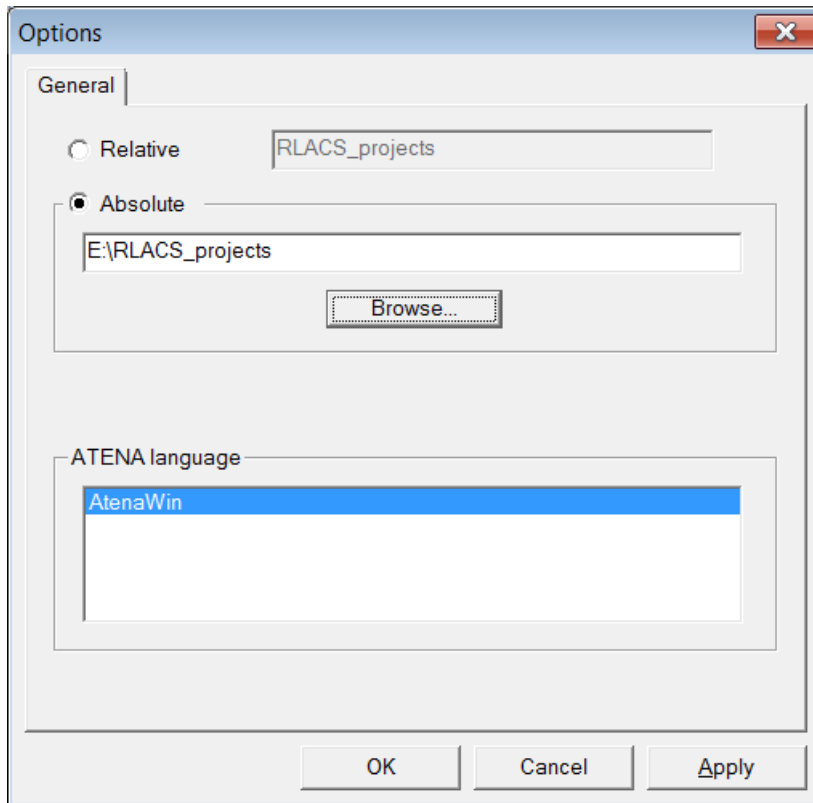 Options
General
Relative RLACS_projects
Absolute
E:\RLACS_projects
Browse...
ATENA language
AtenaWin
OK Cancel Apply